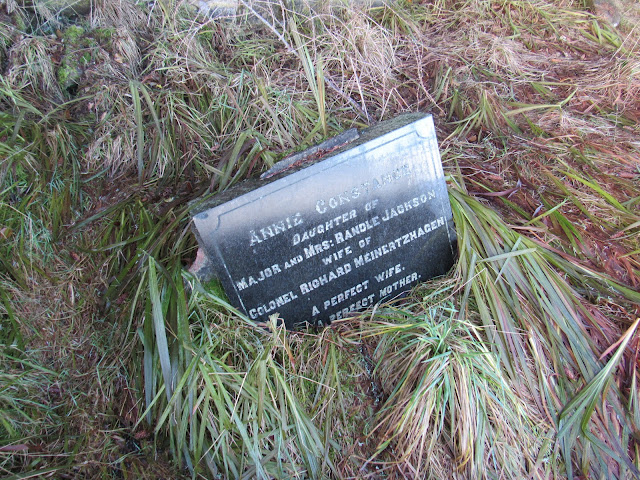 ANNIE CONSTANCE
DAUGHTER OF
MAJOR AND MRS: RANDLE JACKSON
WIFE OF
COLONEL RICHARD MEINERTZHAGEN
A PERFECT WIFE.
A PERFECT MOTHER.